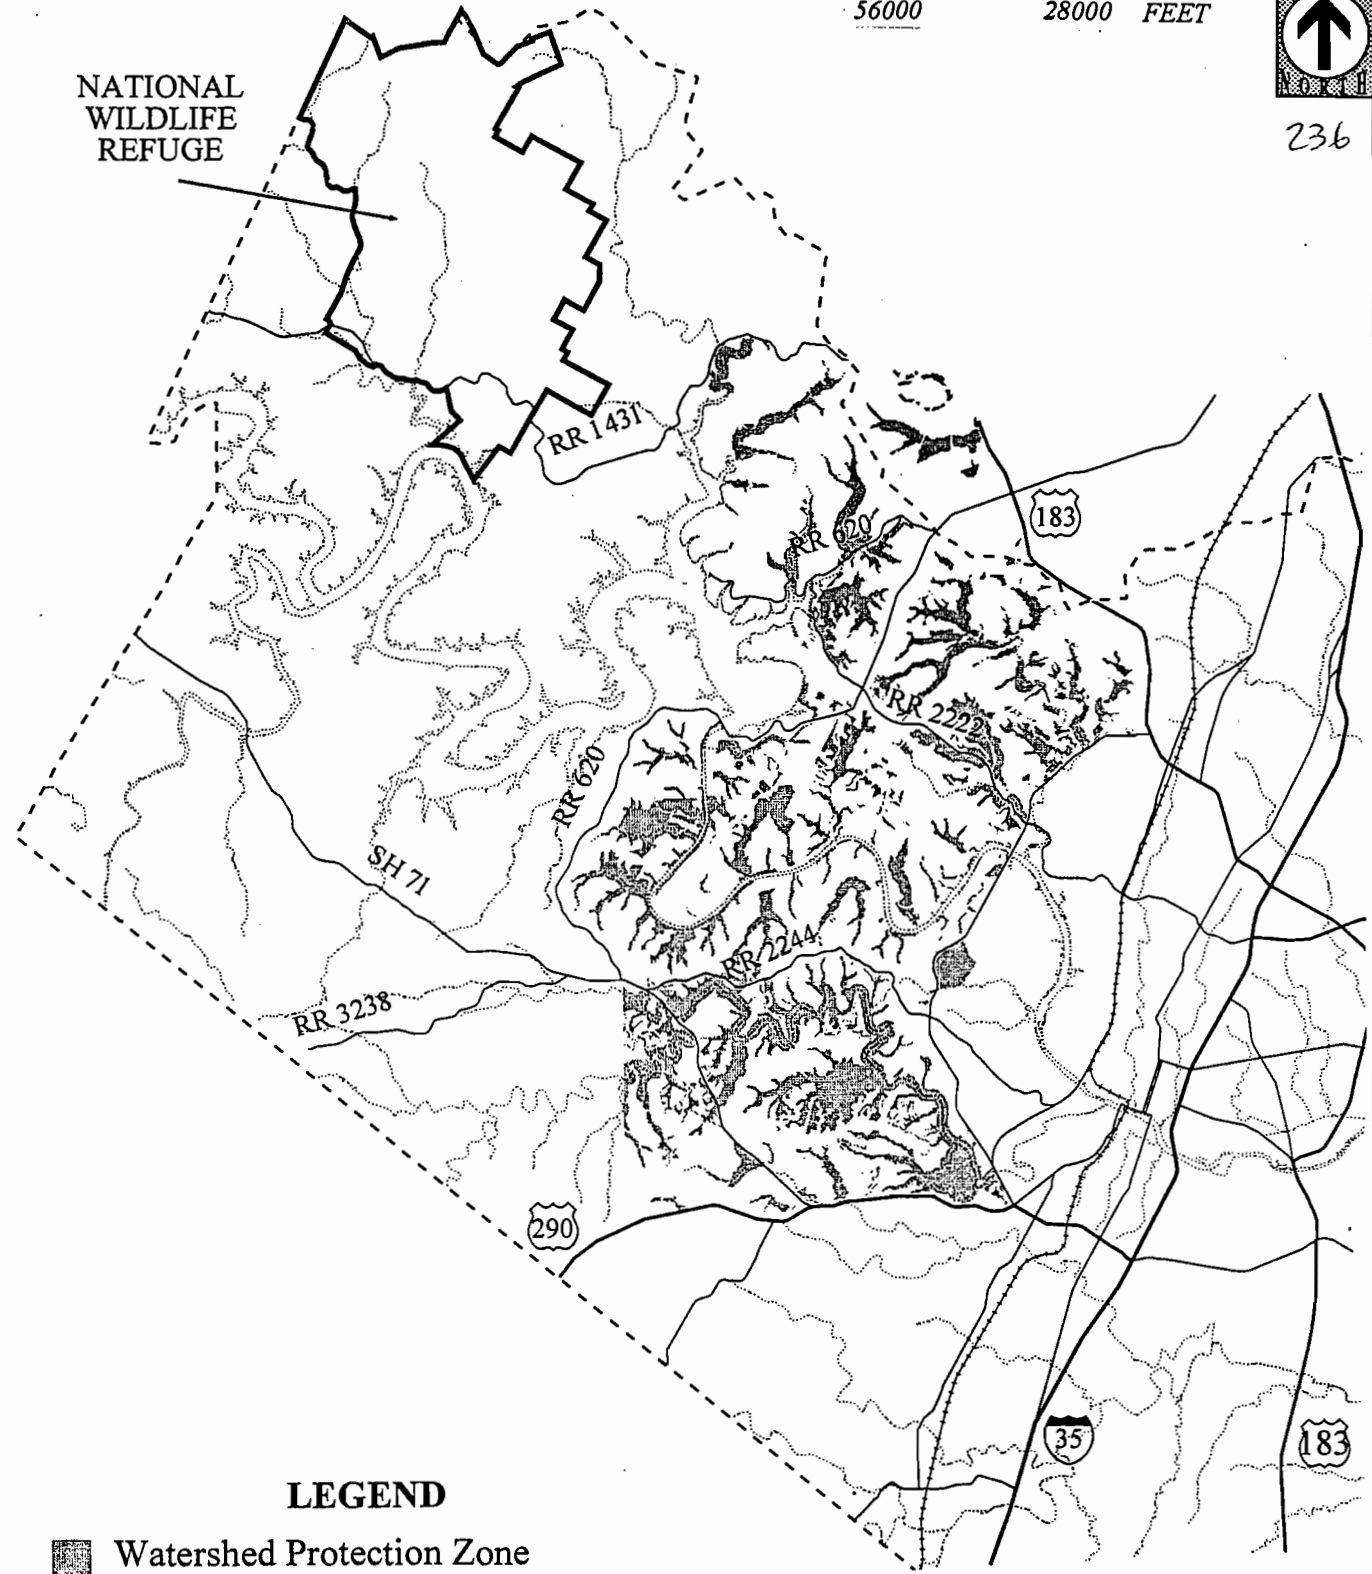 56000 28000 FEET
NORTH
236
NATIONAL
WILDLIFE
REFUGE
RR 1431
183
RR 620
RR 2222
RR 620
SH 71
RR 2244
RR 3238
290
35
183
LEGEND
Watershed Protection Zone